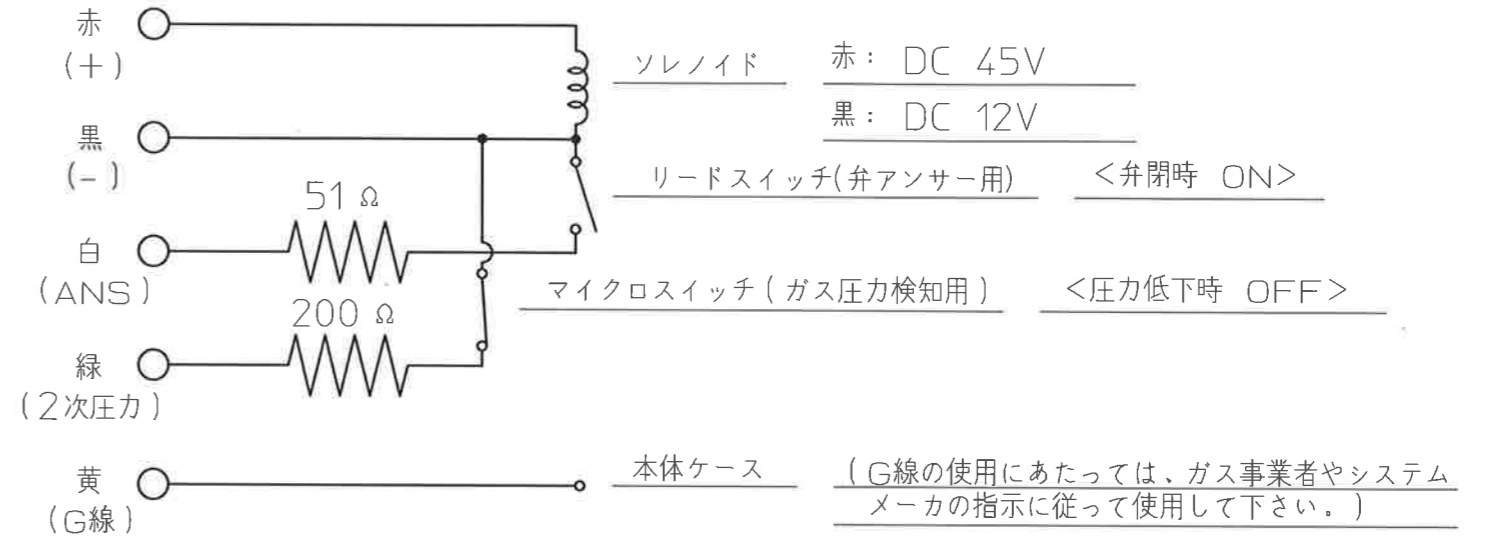 赤
(+)
ソレノイド 赤： DC 45V
黒： DC 12V
黒
(-)
リードスイッチ(弁アンサー用) <弁閉時 ON>
51 Ω
白
(ANS)
マイクロスイッチ(ガス圧力検知用) <圧力低下時 OFF>
200 Ω
緑
(2次圧力)
黄
(G線)
本体ケース (G線の使用にあたっては、ガス事業者やシステム
メーカの指示に従って使用して下さい。)